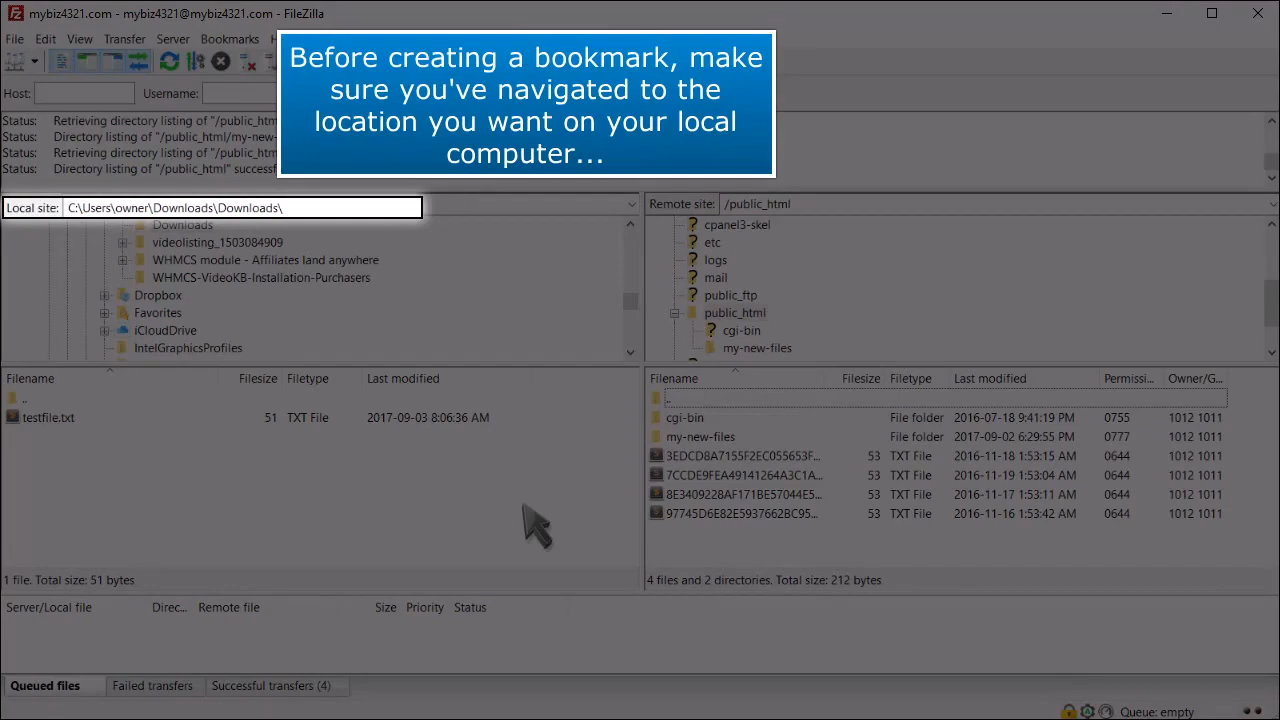 mybiz4321.com - mybiz4321@mybiz4321.com - FileZilla
File Edit View Transfer Server Bookmarks
Before creating a bookmark, make
sure you've navigated to the
location you want on your local
computer...
Host: Username:
Status: Retrieving directory listing of "/public_html
Status: Directory listing of "/public_html/my-new-
Status: Retrieving directory listing of "/public_html
Status: Directory listing of "/public_html" successf
Local site: C:\Users\owner\Downloads\Downloads\
Downloads
videolisting_1503084909
WHMCS module - Affiliates land anywhere
WHMCS-VideoKB-Installation-Purchasers
Dropbox
Favorites
iCloudDrive
IntelGraphicsProfiles
Remote site: /public_html
cpanel3-skel
etc
logs
mail
public_ftp
public_html
cgi-bin
my-new-files
Filename Filesize Filetype Last modified
..
testfile.txt 51 TXT File 2017-09-03 8:06:36 AM
1 file. Total size: 51 bytes
Filename Filesize Filetype Last modified Permissi... Owner/G...
..
cgi-bin File folder 2016-07-18 9:41:19 PM 0755 1012 1011
my-new-files File folder 2017-09-02 6:29:55 PM 0777 1012 1011
3EDCD8A7155F2EC055653F... 53 TXT File 2016-11-18 1:53:15 AM 0644 1012 1011
7CCDE9FEA49141264A3C1A... 53 TXT File 2016-11-19 1:53:04 AM 0644 1012 1011
8E3409228AF171BE57044E5... 53 TXT File 2016-11-17 1:53:11 AM 0644 1012 1011
97745D6E82E5937662BC95... 53 TXT File 2016-11-16 1:53:42 AM 0644 1012 1011
4 files and 2 directories. Total size: 212 bytes
Server/Local file Direc... Remote file Size Priority Status
Queued files Failed transfers Successful transfers (4)
Queue: empty